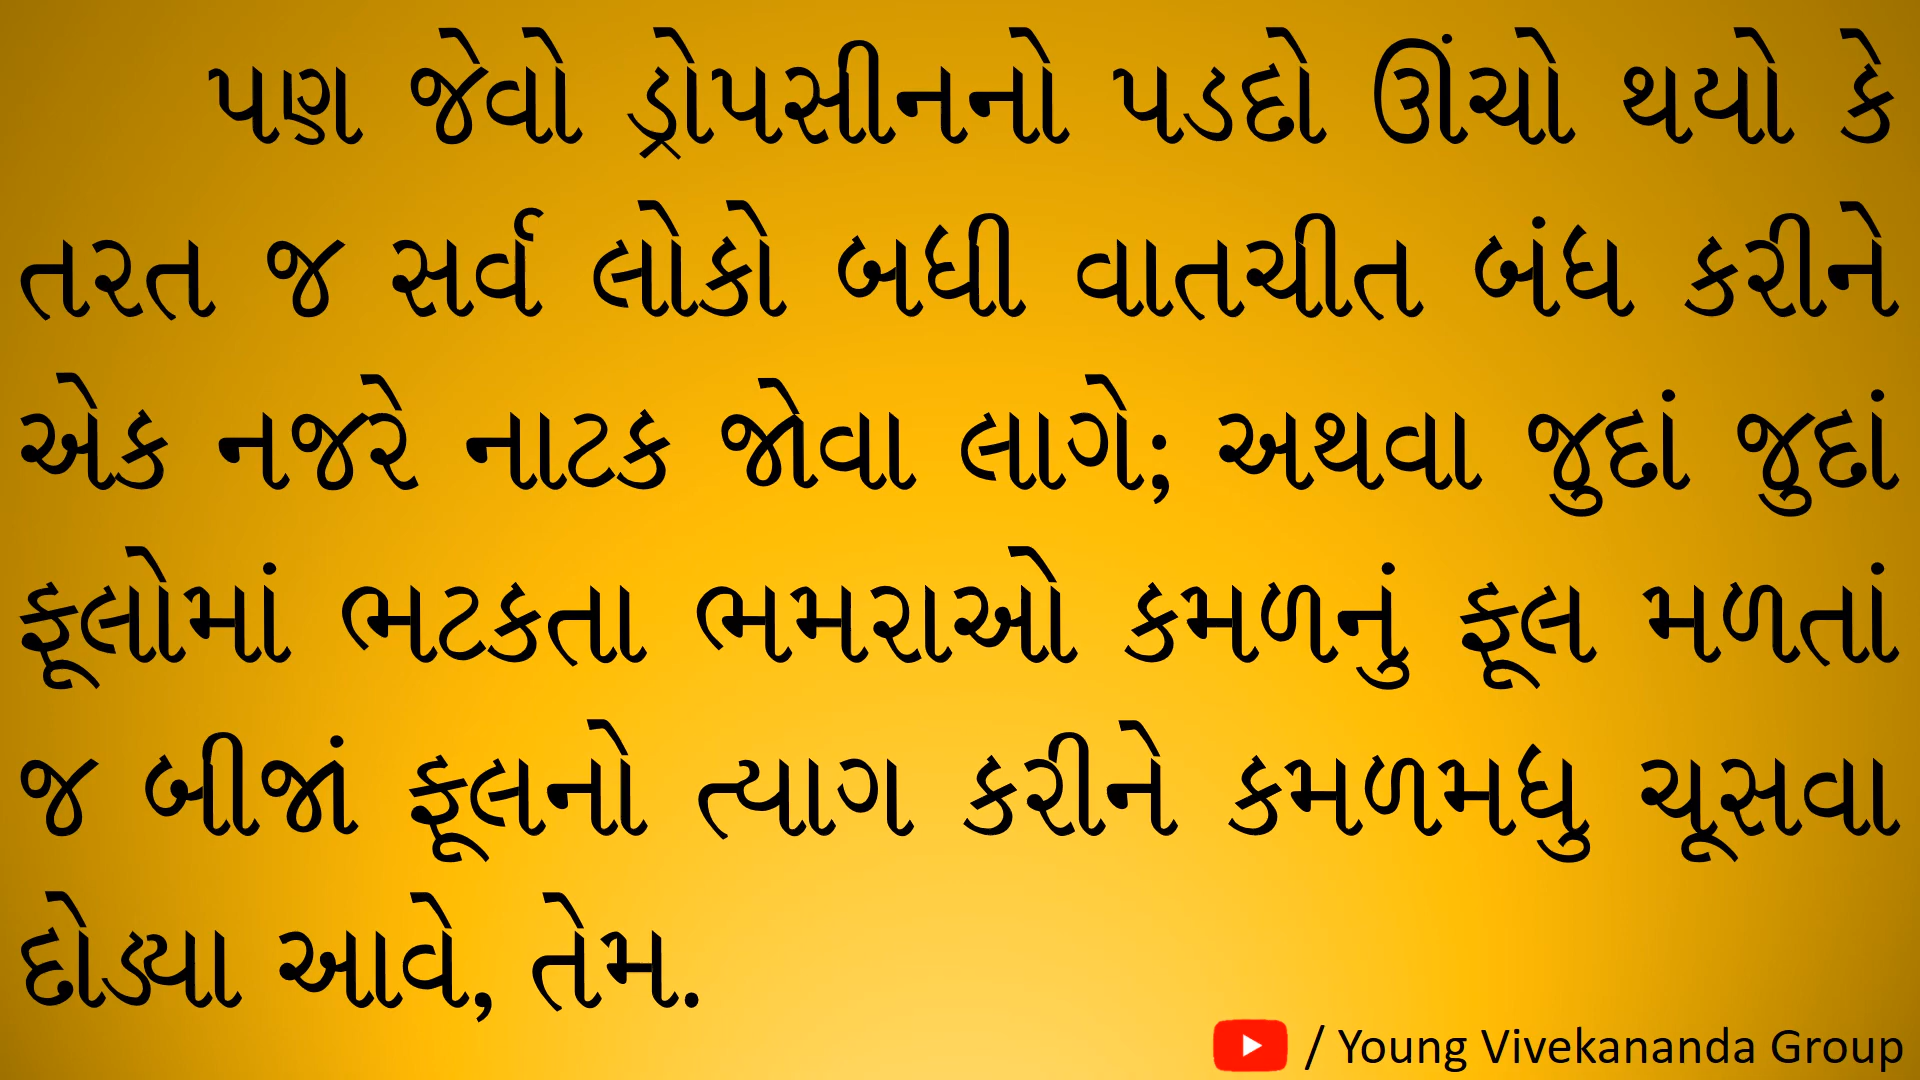 પણ જેવો ડ્રોપસીનનો પડદો ઊંચો થયો કે
તરત જ સર્વ લોકો બધી વાતચીત બંધ કરીને
એક નજરે નાટક જોવા લાગે; અથવા જુદાં જુદાં
ફૂલોમાં ભટકતા ભમરાઓ કમળનું ફૂલ મળતાં
જ બીજાં ફૂલનો ત્યાગ કરીને કમળમધુ ચૂસવા
દોડ્યા આવે, તેમ.
/ Young Vivekananda Group